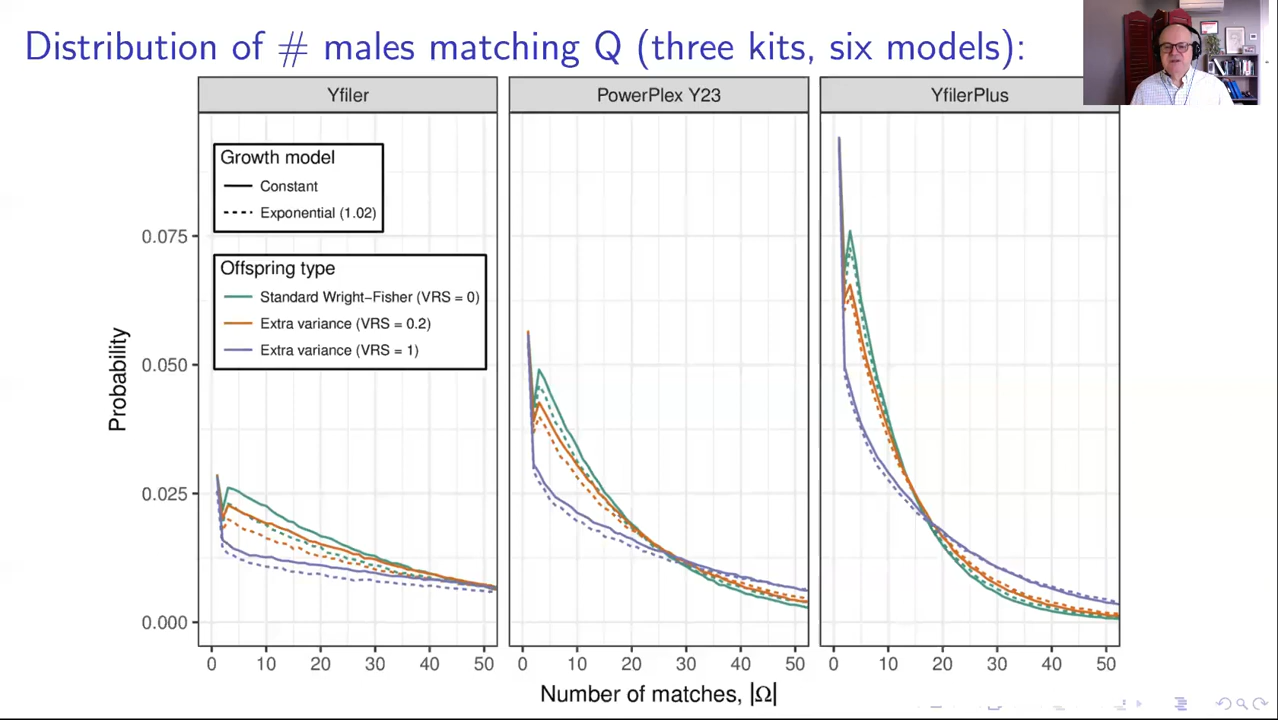 Distribution of # males matching Q (three kits, six models):
Yfiler
PowerPlex Y23
YfilerPlus
Growth model
Constant
Exponential (1.02)
Offspring type
Standard Wright−Fisher (VRS = 0)
Extra variance (VRS = 0.2)
Extra variance (VRS = 1)
Probability
0.075
0.050
0.025
0.000
0 10 20 30 40 50
0 10 20 30 40 50
0 10 20 30 40 50
Number of matches, |Ω|